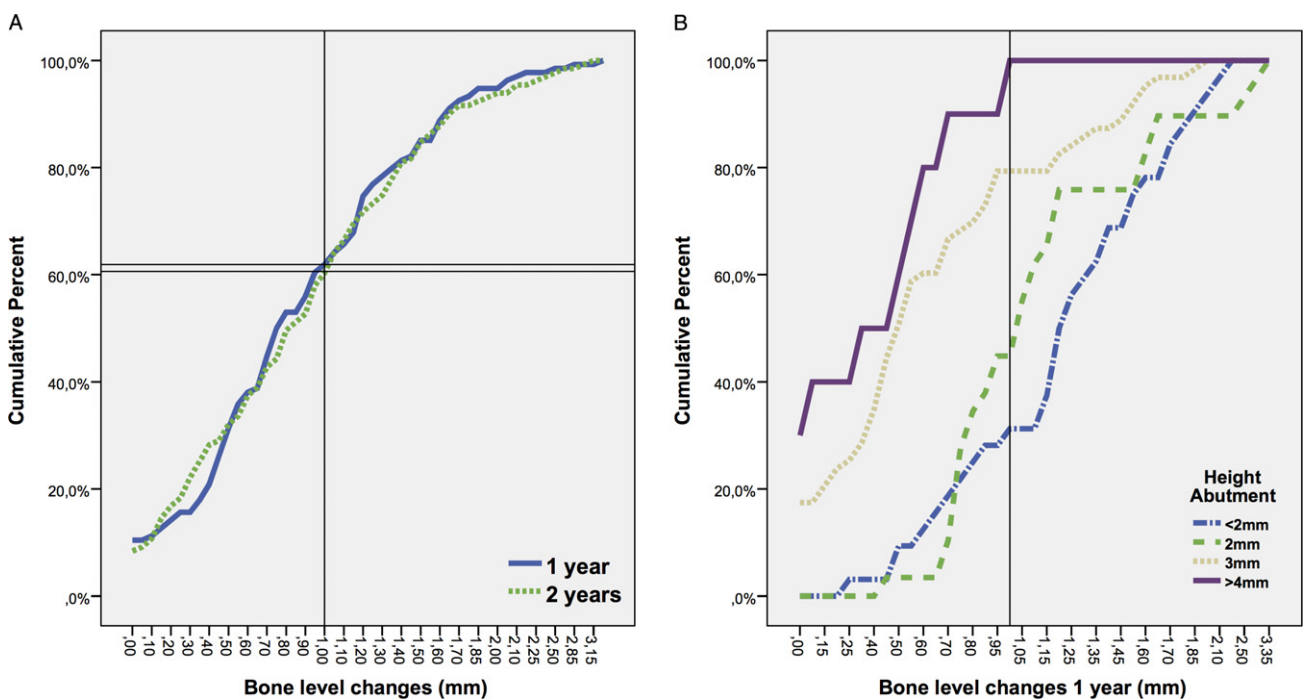 A
100,0%
80,0%
60,0%
40,0%
20,0%
,0%
Cumulative Percent
1 year
2 years
,00 ,10 ,20 ,30 ,40 ,50 ,60 ,70 ,80 ,90 1,00 1,10 1,20 1,30 1,40 1,50 1,60 1,70 1,85 2,00 2,10 2,25 2,50 2,85 3,15
Bone level changes (mm)
B
100,0%
80,0%
60,0%
40,0%
20,0%
,0%
Cumulative Percent
Height
Abutment
<2mm
2mm
3mm
>4mm
,00 ,15 ,25 ,40 ,50 ,60 ,70 ,80 ,95 1,05 1,15 1,25 1,35 1,45 1,60 1,70 1,85 2,10 2,50 3,35
Bone level changes 1 year (mm)